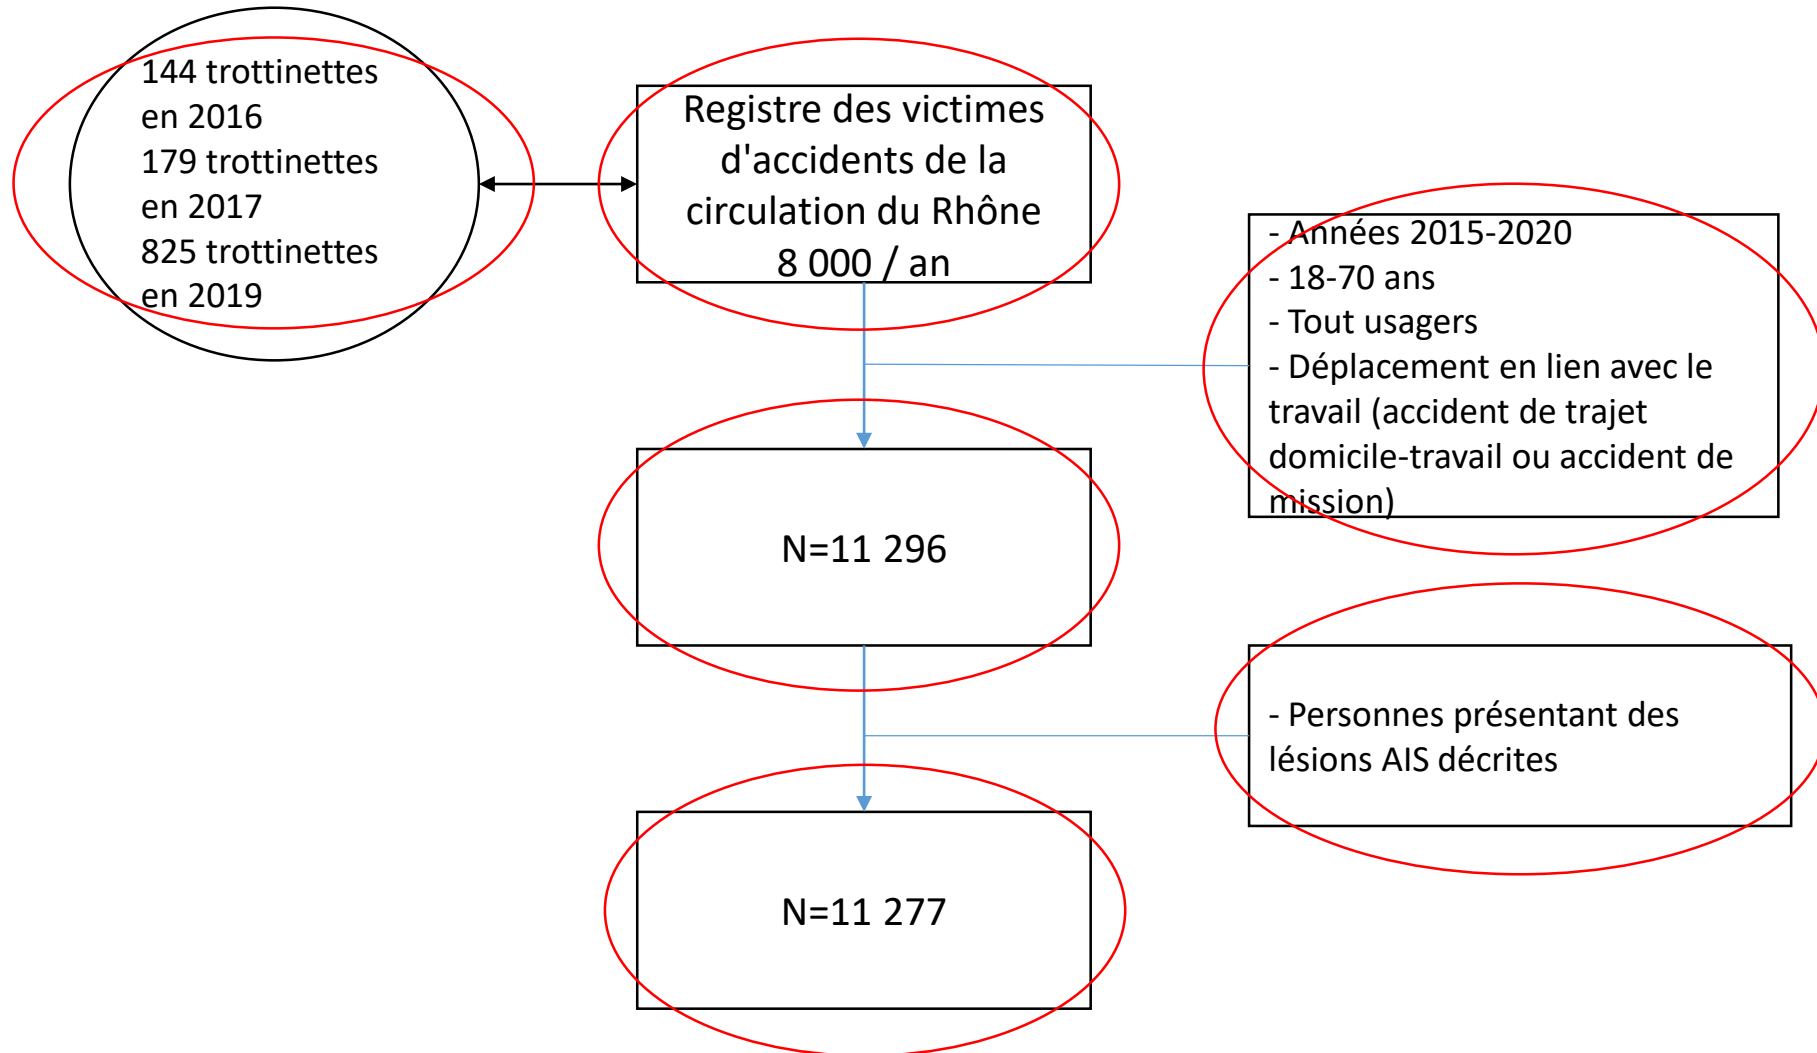 144 trottinettes
en 2016
179 trottinettes
en 2017
825 trottinettes
en 2019
Registre des victimes
d'accidents de la
circulation du Rhône
8 000 / an
- Années 2015-2020
- 18-70 ans
- Tout usagers
- Déplacement en lien avec le
travail (accident de trajet
domicile-travail ou accident de
mission)
N=11 296
- Personnes présentant des
lésions AIS décrites
N=11 277